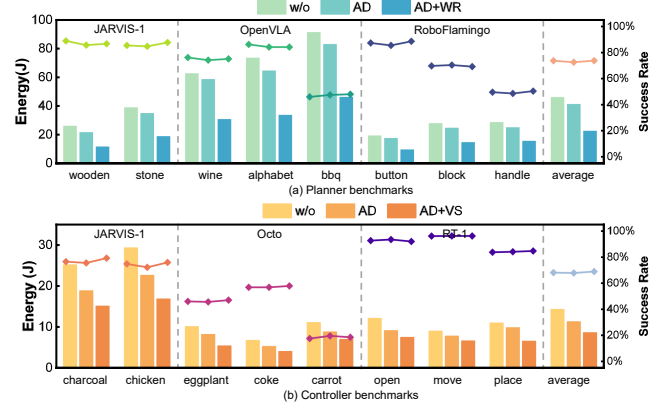 w/o AD AD+WR
JARVIS-1 OpenVLA RoboFlamingo
Energy(J)
100
80
60
40
20
0
100%
80%
60%
40%
20%
0%
Success Rate
wooden stone wine alphabet bbq button block handle average
(a) Planner benchmarks
w/o AD AD+VS
JARVIS-1 Octo RT-1
Energy (J)
30
20
10
0
100%
80%
60%
40%
20%
0%
Success Rate
charcoal chicken eggplant coke carrot open move place average
(b) Controller benchmarks